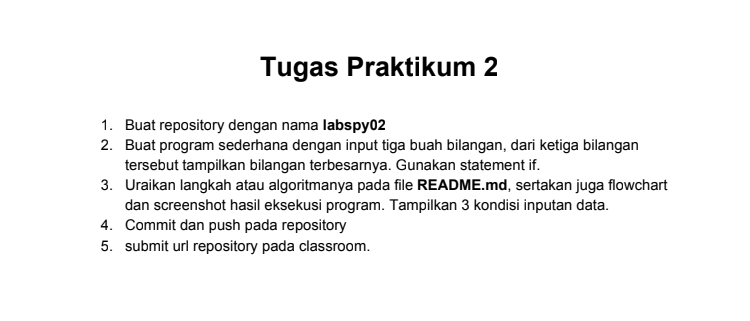 Tugas Praktikum 2
1. Buat repository dengan nama labspy02
2. Buat program sederhana dengan input tiga buah bilangan, dari ketiga bilangan
tersebut tampilkan bilangan terbesarnya. Gunakan statement if.
3. Uraikan langkah atau algoritmanya pada file README.md, sertakan juga flowchart
dan screenshot hasil eksekusi program. Tampilkan 3 kondisi inputan data.
4. Commit dan push pada repository
5. submit url repository pada classroom.